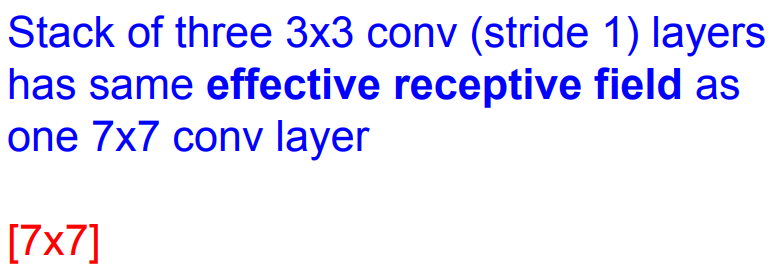 Stack of three 3x3 conv (stride 1) layers
has same effective receptive field as
one 7x7 conv layer
[7x7]